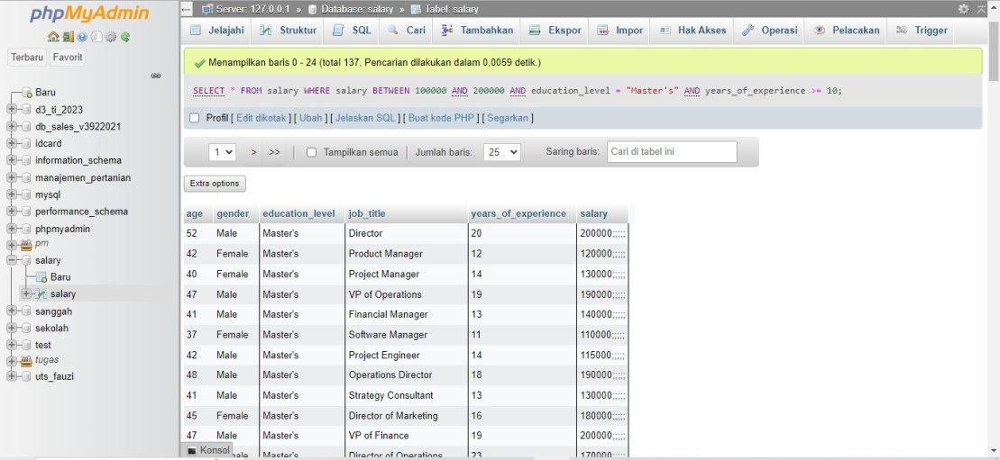 phpMyAdmin
Terbaru Favorit
Baru
d3_ti_2023
db_sales_v3922021
idcard
information_schema
manajemen_pertanian
mysql
performance_schema
phpmyadmin
pm
salary
Baru
salary
sanggah
sekolah
test
tugas
uts_fauzi
Server: 127.0.0.1 » Database: salary » Tabel: salary
Jelajahi Struktur SQL Cari Tambahkan Ekspor Impor Hak Akses Operasi Pelacakan Trigger
Menampilkan baris 0 - 24 (total 137, Pencarian dilakukan dalam 0,0059 detik.)
SELECT * FROM salary WHERE salary BETWEEN 100000 AND 200000 AND education_level = "Master's" AND years_of_experience >= 10;
Profil [ Edit dikotak ] [ Ubah ] [ Jelaskan SQL ] [ Buat kode PHP ] [ Segarkan ]
1 > >> Tampilkan semua Jumlah baris: 25 Saring baris: Cari di tabel ini
Extra options
age gender education_level job_title years_of_experience salary
52 Male Master's Director 20 200000;;;;;
42 Female Master's Product Manager 12 120000;;;;;
40 Female Master's Project Manager 14 130000;;;;;
47 Male Master's VP of Operations 19 190000;;;;;
41 Male Master's Financial Manager 13 140000;;;;;
37 Female Master's Software Manager 11 110000;;;;;
42 Male Master's Project Engineer 14 115000;;;;;
48 Male Master's Operations Director 18 190000;;;;;
41 Male Master's Strategy Consultant 13 130000;;;;;
45 Female Master's Director of Marketing 16 180000;;;;;
47 Male Master's VP of Finance 19 200000;;;;;
Master's Director of Operations 23 170000;;;;;
Konsol